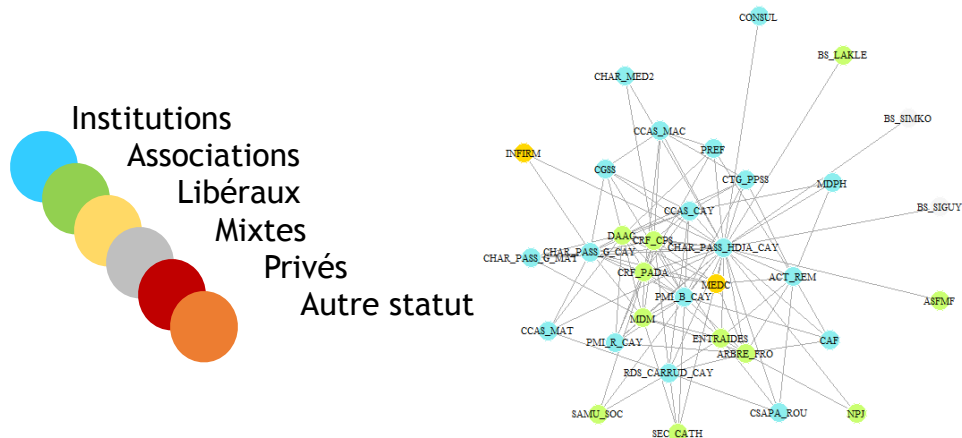 Institutions
Associations
Libéraux
Mixtes
Privés
Autre statut
CONSUL
BS_LAKLE
CHAR_MED2
BS_SIMKO
CCAS_MAC
PREF
INFIRM
CGSS
CTG_PPSS
MDPH
CCAS_CAY
BS_SIGUY
DAAC
CRF_CPS
CHAR_PASS_HDJA_CAY
CHAR_PASS_G_CAY
CHAR_PASS_G_MAT
CRF_PADA
ACT_REM
MEDC
PMI_B_CAY
ASFMF
MDM
CCAS_MAT
ENTRAIDES
PMI_R_CAY
CAF
ARBRE_FRO
RDS_CARRUD_CAY
SAMU_SOC
CSAPA_ROU
NPJ
SEC_CATH